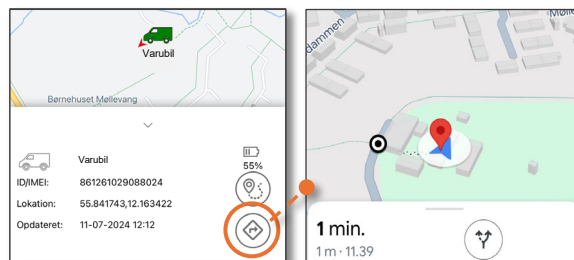 Varubil
Børnehuset Møllevang
Varubil
55%
ID/IMEI: 861261029088024
Lokation: 55.841743,12.163422
Opdateret: 11-07-2024 12:12
dammen
Mølle
1 min.
1 m · 11.39